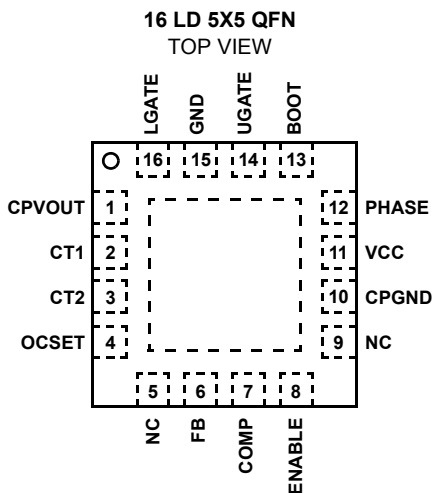 16 LD 5X5 QFN
TOP VIEW
LGATE
GND
UGATE
BOOT
16
15
14
13
CPVOUT 1
12 PHASE
CT1 2
11 VCC
CT2 3
10 CPGND
OCSET 4
9 NC
5
6
7
8
NC
FB
COMP
ENABLE